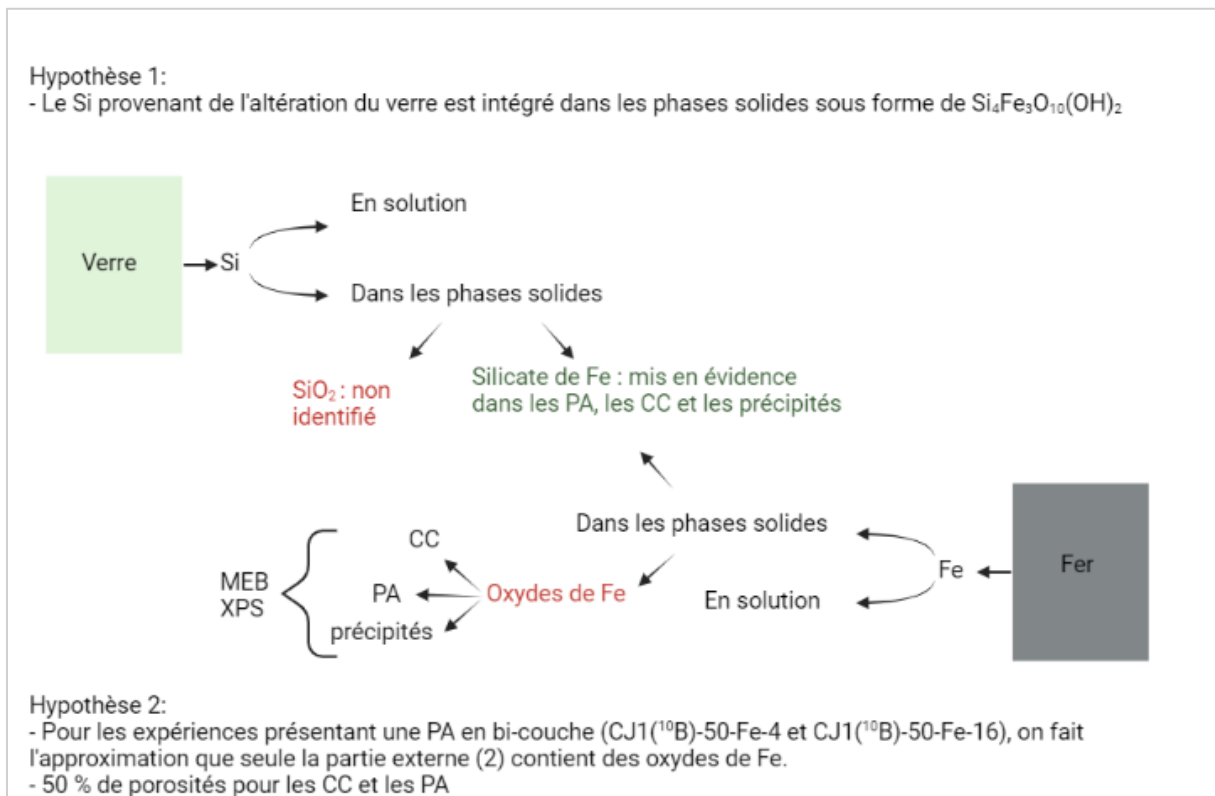 Hypothèse 1:
- Le Si provenant de l'altération du verre est intégré dans les phases solides sous forme de Si₄Fe₃O₁₀(OH)₂
En solution
Verre
Si
Dans les phases solides
SiO₂ : non
identifié
Silicate de Fe : mis en évidence
dans les PA, les CC et les précipités
Dans les phases solides
Fe
Fer
En solution
Oxydes de Fe
CC
PA
précipités
MEB
XPS
Hypothèse 2:
- Pour les expériences présentant une PA en bi-couche (CJ1(¹⁰B)-50-Fe-4 et CJ1(¹⁰B)-50-Fe-16), on fait
l'approximation que seule la partie externe (2) contient des oxydes de Fe.
- 50 % de porosités pour les CC et les PA